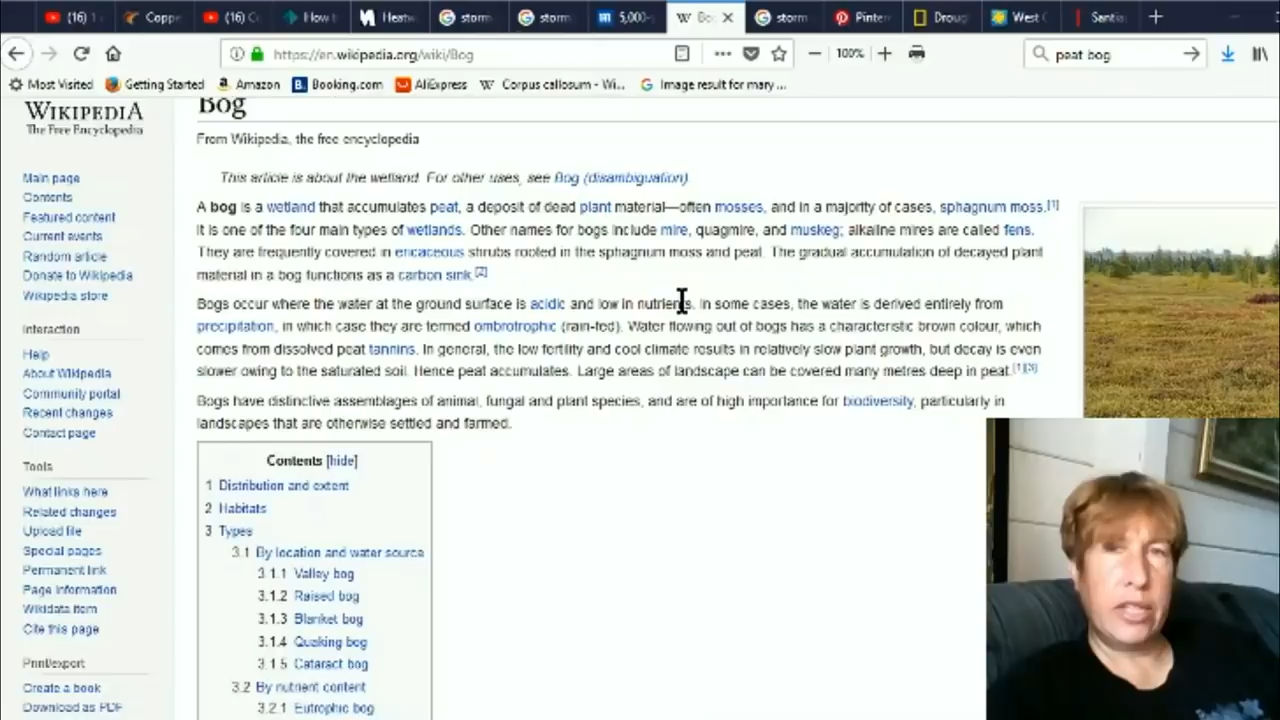 (16)
Coppe
(16) C
How t
Heatw
storm
storm
5,000-
Bo
storm
Pinter
Droug
West C
Santia
https://en.wikipedia.org/wiki/Bog
100%
peat bog
Most Visited
Getting Started
Amazon
Booking.com
AliExpress
Corpus callosum - Wi...
Image result for mary ...
WIKIPEDIA
The Free Encyclopedia
Main page
Contents
Featured content
Current events
Random article
Donate to Wikipedia
Wikipedia store
Interaction
Help
About Wikipedia
Community portal
Recent changes
Contact page
Tools
What links here
Related changes
Upload file
Special pages
Permanent link
Page information
Wikidata item
Cite this page
Print/export
Create a book
Download as PDF
Bog
From Wikipedia, the free encyclopedia
This article is about the wetland. For other uses, see Bog (disambiguation)
A bog is a wetland that accumulates peat, a deposit of dead plant material—often mosses, and in a majority of cases, sphagnum moss.[1]
It is one of the four main types of wetlands. Other names for bogs include mire, quagmire, and muskeg; alkaline mires are called fens.
They are frequently covered in ericaceous shrubs rooted in the sphagnum moss and peat. The gradual accumulation of decayed plant
material in a bog functions as a carbon sink.[2]
Bogs occur where the water at the ground surface is acidic and low in nutrients. In some cases, the water is derived entirely from
precipitation, in which case they are termed ombrotrophic (rain-fed). Water flowing out of bogs has a characteristic brown colour, which
comes from dissolved peat tannins. In general, the low fertility and cool climate results in relatively slow plant growth, but decay is even
slower owing to the saturated soil. Hence peat accumulates. Large areas of landscape can be covered many metres deep in peat.[1][3]
Bogs have distinctive assemblages of animal, fungal and plant species, and are of high importance for biodiversity, particularly in
landscapes that are otherwise settled and farmed.
Contents [hide]
1 Distribution and extent
2 Habitats
3 Types
3.1 By location and water source
3.1.1 Valley bog
3.1.2 Raised bog
3.1.3 Blanket bog
3.1.4 Quaking bog
3.1.5 Cataract bog
3.2 By nutrient content
3.2.1 Eutrophic bog